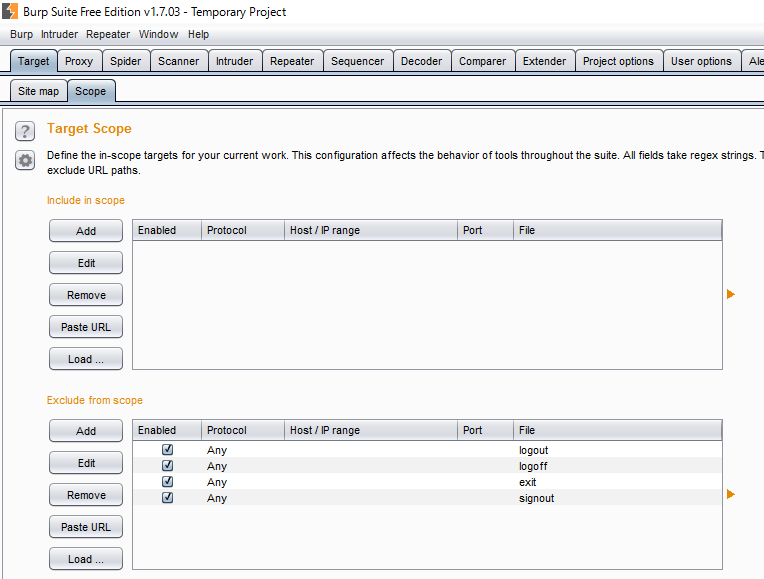 Burp Suite Free Edition v1.7.03 - Temporary Project
Burp Intruder Repeater Window Help
Target Proxy Spider Scanner Intruder Repeater Sequencer Decoder Comparer Extender Project options User options Ale
Site map Scope
? Target Scope
Define the in-scope targets for your current work. This configuration affects the behavior of tools throughout the suite. All fields take regex strings. T
exclude URL paths.
Include in scope
Add Enabled Protocol Host / IP range Port File
Edit
Remove
Paste URL
Load ...
Exclude from scope
Add Enabled Protocol Host / IP range Port File
Any logout
Edit Any logoff
Any exit
Remove Any signout
Paste URL
Load ...